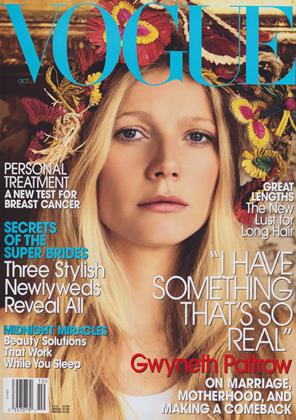 VOGUE
OCT
PERSONAL
TREATMENT
A NEW TEST FOR
BREAST CANCER
SECRETS
OF THE
SUPER BRIDES
Three Stylish
Newlyweds
Reveal All
MIDNIGHT MIRACLES
Beauty Solutions
That Work
While You Sleep
GREAT
LENGTHS
The New
Lust for
Long Hair
"I HAVE
SOMETHING
THAT'S SO
REAL"
Gwyneth Paltrow
ON MARRIAGE,
MOTHERHOOD, AND
MAKING A COMEBACK